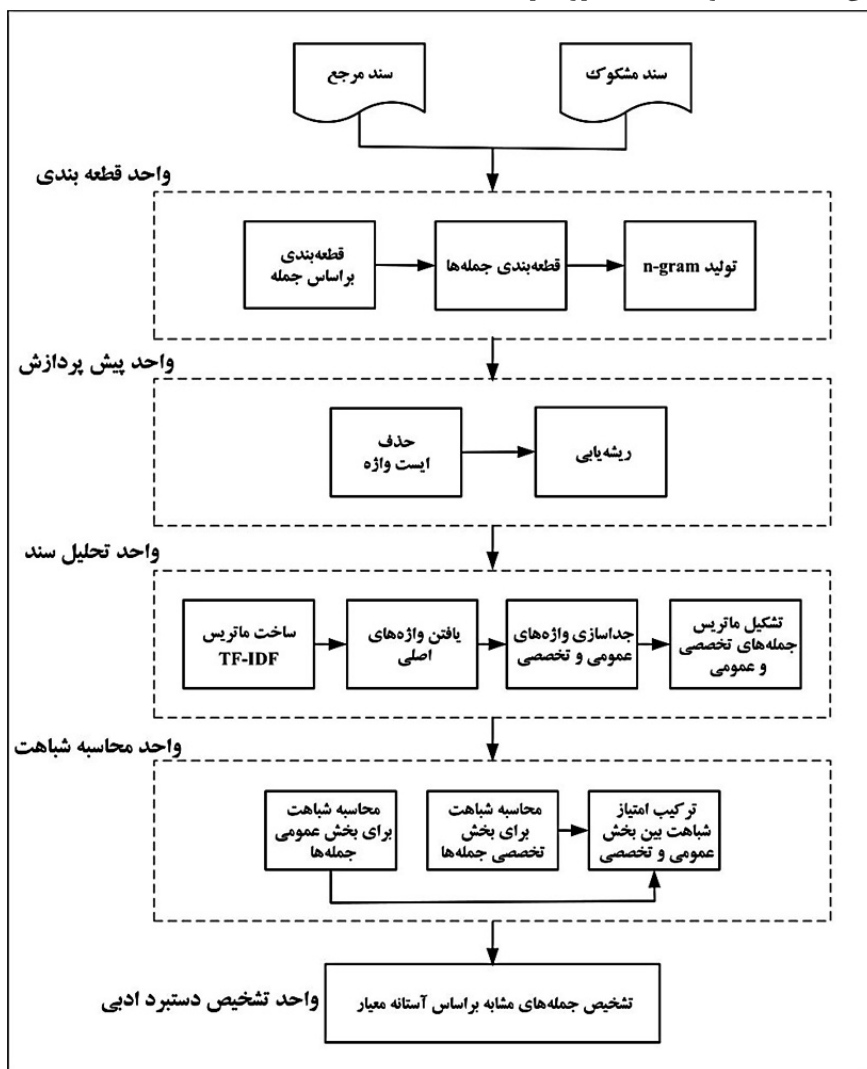 سند مرجع
سند مشکوک
واحد قطعه بندی
قطعه‌بندی
براساس جمله
قطعه‌بندی جمله‌ها
تولید n-gram
واحد پیش پردازش
حذف
ایست واژه
ریشه‌یابی
واحد تحلیل سند
ساخت ماتریس
TF-IDF
یافتن واژه‌های
اصلی
جداسازی واژه‌های
عمومی و تخصصی
تشکیل ماتریس
جمله‌های تخصصی
و عمومی
واحد محاسبه شباهت
محاسبه شباهت
برای بخش عمومی
جمله‌ها
محاسبه شباهت
برای بخش
تخصصی جمله‌ها
ترکیب امتیاز
شباهت بین بخش
عمومی و تخصصی
واحد تشخیص دستبرد ادبی
تشخیص جمله‌های مشابه براساس آستانه معیار